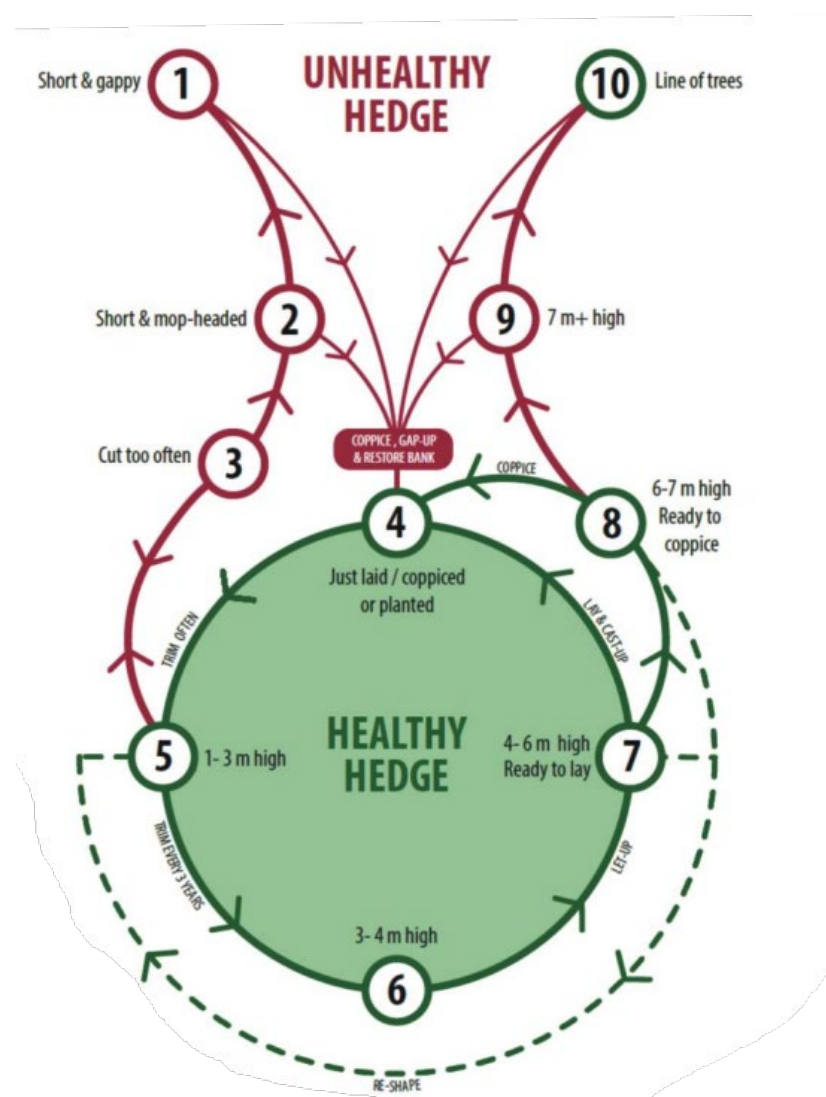 UNHEALTHY
HEDGE
Short & gappy
1
10
Line of trees
Short & mop-headed
2
9
7 m+ high
Cut too often
3
COPPICE , GAP-UP
& RESTORE BANK
COPPICE
4
8
6-7 m high
Ready to
coppice
Just laid / coppiced
or planted
TRIM OFTEN
LAY & CAST-UP
HEALTHY
HEDGE
5
1- 3 m high
4- 6 m high
Ready to lay
7
TRIM EVERY 3 YEARS
LET-UP
3- 4 m high
6
RE-SHAPE